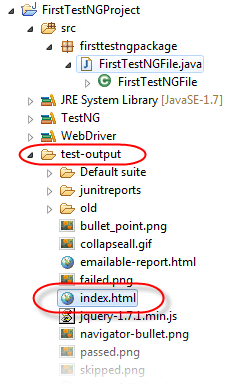 FirstTestNGProject
src
firsttestngpackage
FirstTestNGFile.java
FirstTestNGFile
JRE System Library [JavaSE-1.7]
TestNG
WebDriver
test-output
Default suite
junitreports
old
bullet_point.png
collapseall.gif
emailable-report.html
failed.png
index.html
jquery-1.7.1.min.js
navigator-bullet.png
passed.png
skipped.png